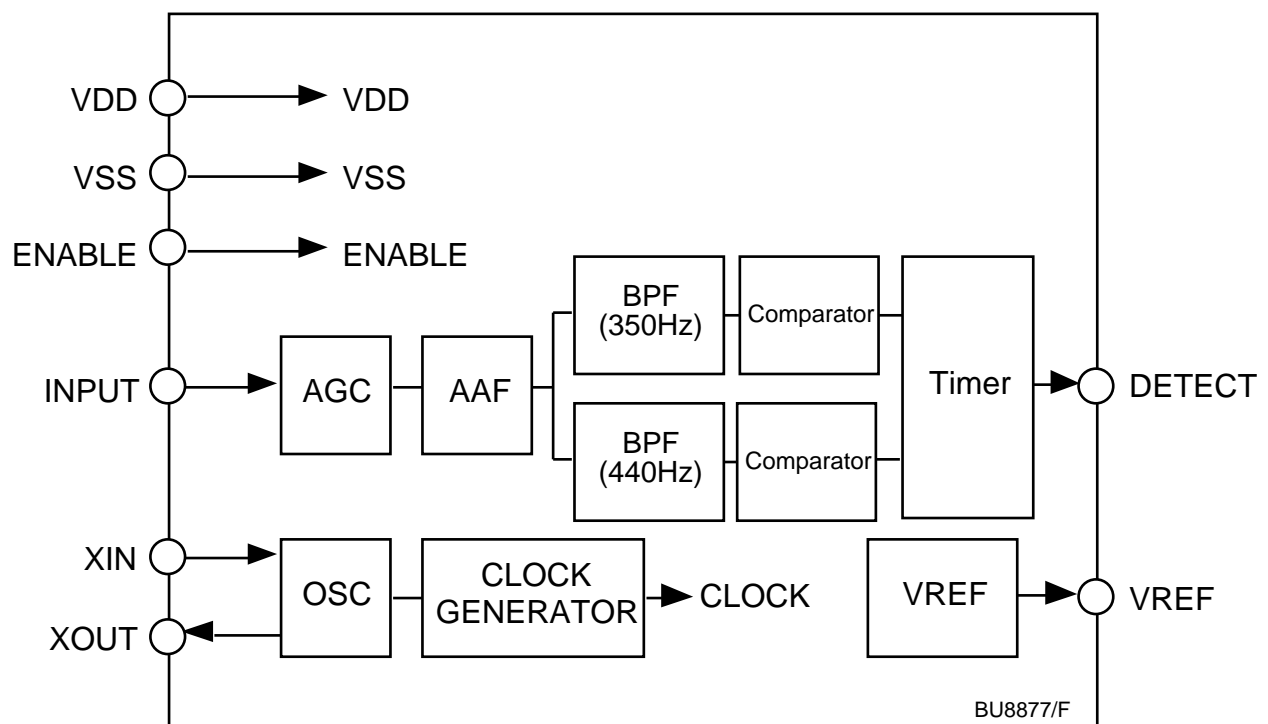 VDD
VDD
VSS
VSS
ENABLE
ENABLE
BPF
(350Hz)
Comparator
INPUT
AGC
AAF
Timer
DETECT
BPF
(440Hz)
Comparator
XIN
OSC
CLOCK
GENERATOR
CLOCK
VREF
VREF
XOUT
BU8877/F